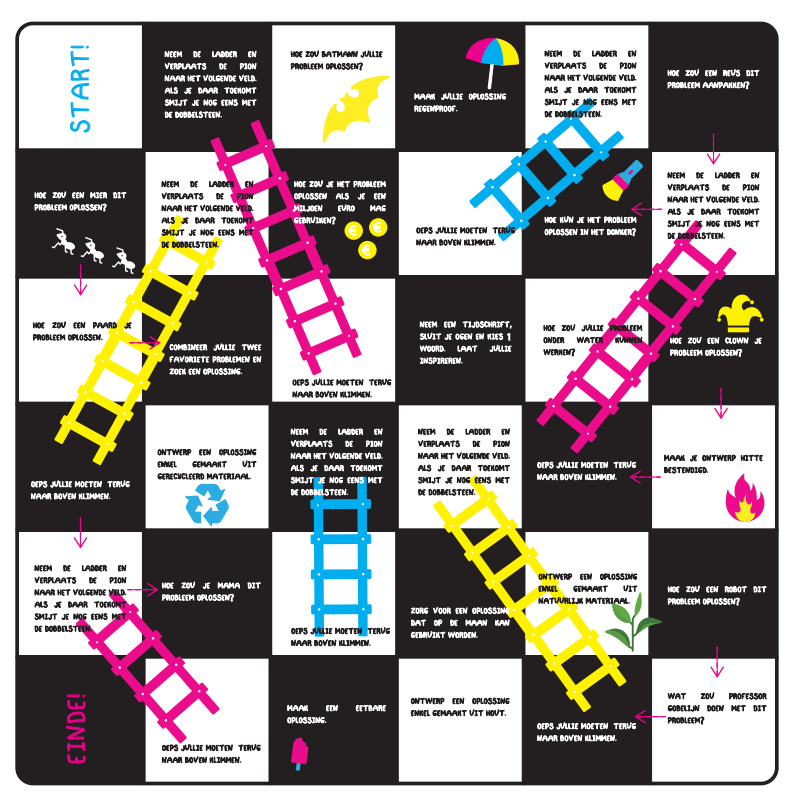 START!
NEEM DE LADDER EN
VERPLAATS DE PION
NAAR HET VOLGENDE VELD.
ALS JE DAAR TOEKOMT
SMIJT JE NOG EENS MET
DE DOBBELSTEEN.
HOE ZOU BATMANN JULLIE
PROBLEEM OPLOSSEN?
MAAK JULLIE OPLOSSING
REGENPROOF.
NEEM DE LADDER EN
VERPLAATS DE PION
NAAR HET VOLGENDE VELD.
ALS JE DAAR TOEKOMT
SMIJT JE NOG EENS MET
DE DOBBELSTEEN.
HOE ZOU EEN REUS DIT
PROBLEEM AANPAKKEN?
HOE ZOU EEN MIER DIT
PROBLEEM OPLOSSEN?
NEEM DE LADDER EN
VERPLAATS DE PION
NAAR HET VOLGENDE VELD.
ALS JE DAAR TOEKOMT
SMIJT JE NOG EENS MET
DE DOBBELSTEEN.
HOE ZOU JE HET PROBLEEM
OPLOSSEN ALS JE EEN
MILJOEN EURO MAG
GEBRUIKEN?
€
€
€
OEPS JULLIE MOETEN TERUG
NAAR BOVEN KLIMMEN.
HOE KUN JE HET PROBLEEM
OPLOSSEN IN HET DONKER?
NEEM DE LADDER EN
VERPLAATS DE PION
NAAR HET VOLGENDE VELD.
ALS JE DAAR TOEKOMT
SMIJT JE NOG EENS MET
DE DOBBELSTEEN.
HOE ZOU EEN PAARD JE
PROBLEEM OPLOSSEN.
COMBINEER JULLIE TWEE
FAVORIETE PROBLEMEN EN
ZOEK EEN OPLOSSING.
OEPS JULLIE MOETEN TERUG
NAAR BOVEN KLIMMEN.
NEEM EEN TIJDSCHRIFT,
SLUIT JE OGEN EN KIES 1
WOORD. LAAT JULLIE
INSPIREREN.
HOE ZOU JULLIE PROBLEEM
ONDER WATER KUNNEN
WERKEN?
HOE ZOU EEN CLOWN JE
PROBLEEM OPLOSSEN?
OEPS JULLIE MOETEN TERUG
NAAR BOVEN KLIMMEN.
ONTWERP EEN OPLOSSING
ENKEL GEMAAKT UIT
GERECYCLEERD MATERIAAL.
NEEM DE LADDER EN
VERPLAATS DE PION
NAAR HET VOLGENDE VELD.
ALS JE DAAR TOEKOMT
SMIJT JE NOG EENS MET
DE DOBBELSTEEN.
NEEM DE LADDER EN
VERPLAATS DE PION
NAAR HET VOLGENDE VELD.
ALS JE DAAR TOEKOMT
SMIJT JE NOG EENS MET
DE DOBBELSTEEN.
OEPS JULLIE MOETEN TERUG
NAAR BOVEN KLIMMEN.
MAAK JE ONTWERP HITTE
BESTENDIGD.
NEEM DE LADDER EN
VERPLAATS DE PION
NAAR HET VOLGENDE VELD.
ALS JE DAAR TOEKOMT
SMIJT JE NOG EENS MET
DE DOBBELSTEEN.
HOE ZOU JE MAMA DIT
PROBLEEM OPLOSSEN?
OEPS JULLIE MOETEN TERUG
NAAR BOVEN KLIMMEN.
ZORG VOOR EEN OPLOSSING
DAT OP DE MAAN KAN
GEBRUIKT WORDEN.
ONTWERP EEN OPLOSSING
ENKEL GEMAAKT UIT
NATUURLIJK MATERIAAL.
HOE ZOU EEN ROBOT DIT
PROBLEEM OPLOSSEN?
EINDE!
OEPS JULLIE MOETEN TERUG
NAAR BOVEN KLIMMEN.
MAAK EEN EETBARE
OPLOSSING.
ONTWERP EEN OPLOSSING
ENKEL GEMAAKT UIT HOUT.
OEPS JULLIE MOETEN TERUG
NAAR BOVEN KLIMMEN.
WAT ZOU PROFESSOR
GOBELIJN DOEN MET DIT
PROBLEEM?